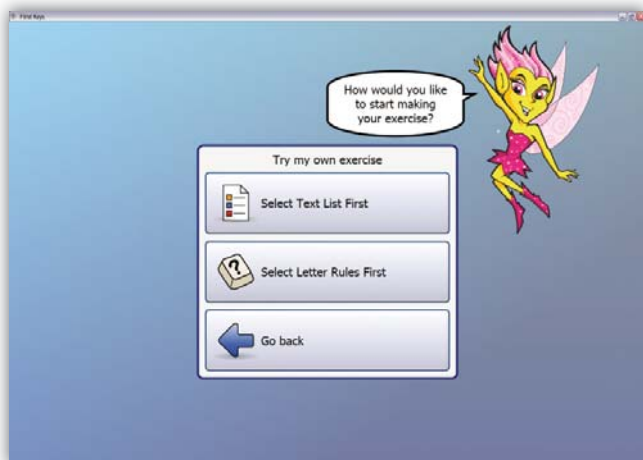 First Keys
How would you like
to start making
your exercise?
Try my own exercise
Select Text List First
?
Select Letter Rules First
Go back